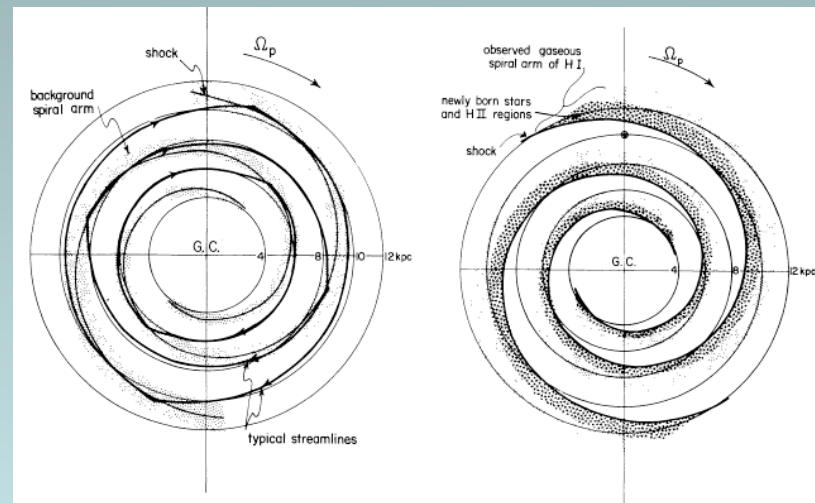 shock
Ωp
background
spiral arm
G. C.
4
8
10
12 kpc
typical streamlines
observed gaseous
spiral arm of H I
Ωp
newly born stars
and H II regions
shock
G. C.
4
8
12 kpc